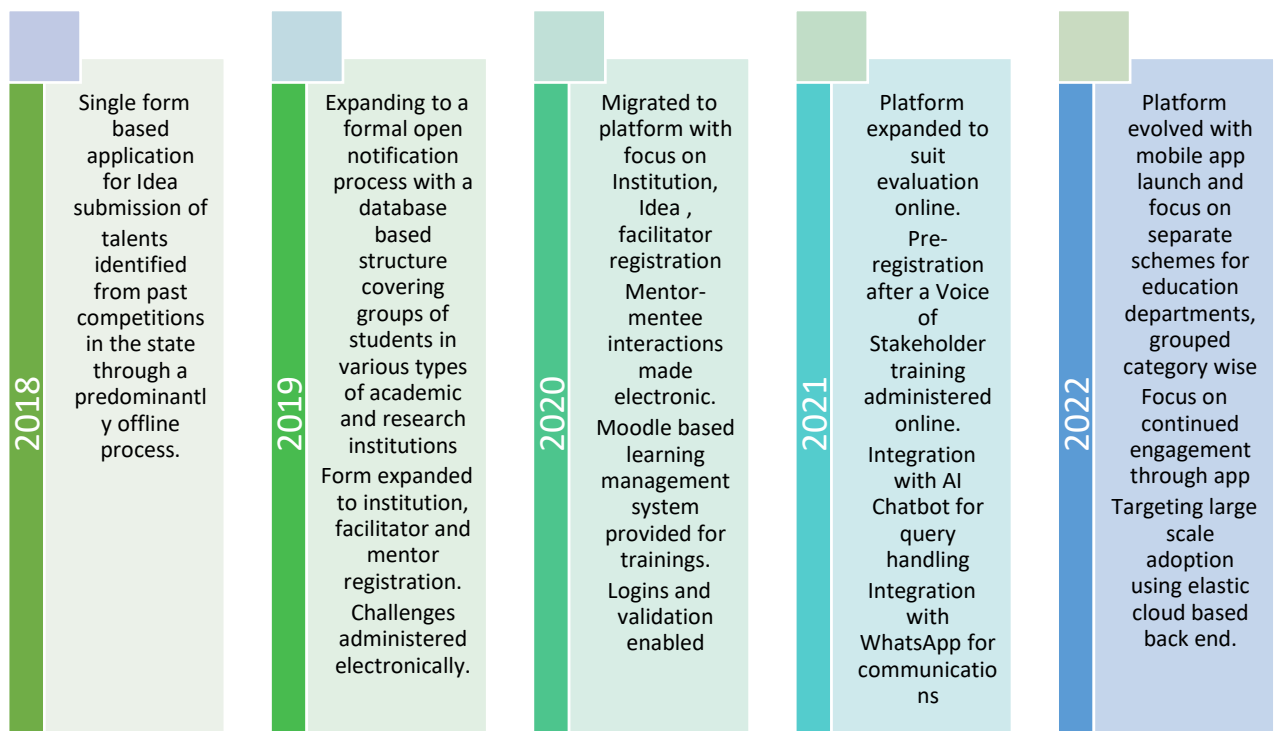 2018
Single form
based
application
for Idea
submission of
talents
identified
from past
competitions
in the state
through a
predominantl
y offline
process.
2019
Expanding to a
formal open
notification
process with a
database
based
structure
covering
groups of
students in
various types
of academic
and research
institutions
Form expanded
to institution,
facilitator and
mentor
registration.
Challenges
administered
electronically.
2020
Migrated to
platform with
focus on
Institution,
Idea ,
facilitator
registration
Mentor-
mentee
interactions
made
electronic.
Moodle based
learning
management
system
provided for
trainings.
Logins and
validation
enabled
2021
Platform
expanded to
suit
evaluation
online.
Pre-
registration
after a Voice
of
Stakeholder
training
administered
online.
Integration
with AI
Chatbot for
query
handling
Integration
with
WhatsApp for
communicatio
ns
2022
Platform
evolved with
mobile app
launch and
focus on
separate
schemes for
education
departments,
grouped
category wise
Focus on
continued
engagement
through app
Targeting large
scale
adoption
using elastic
cloud based
back end.